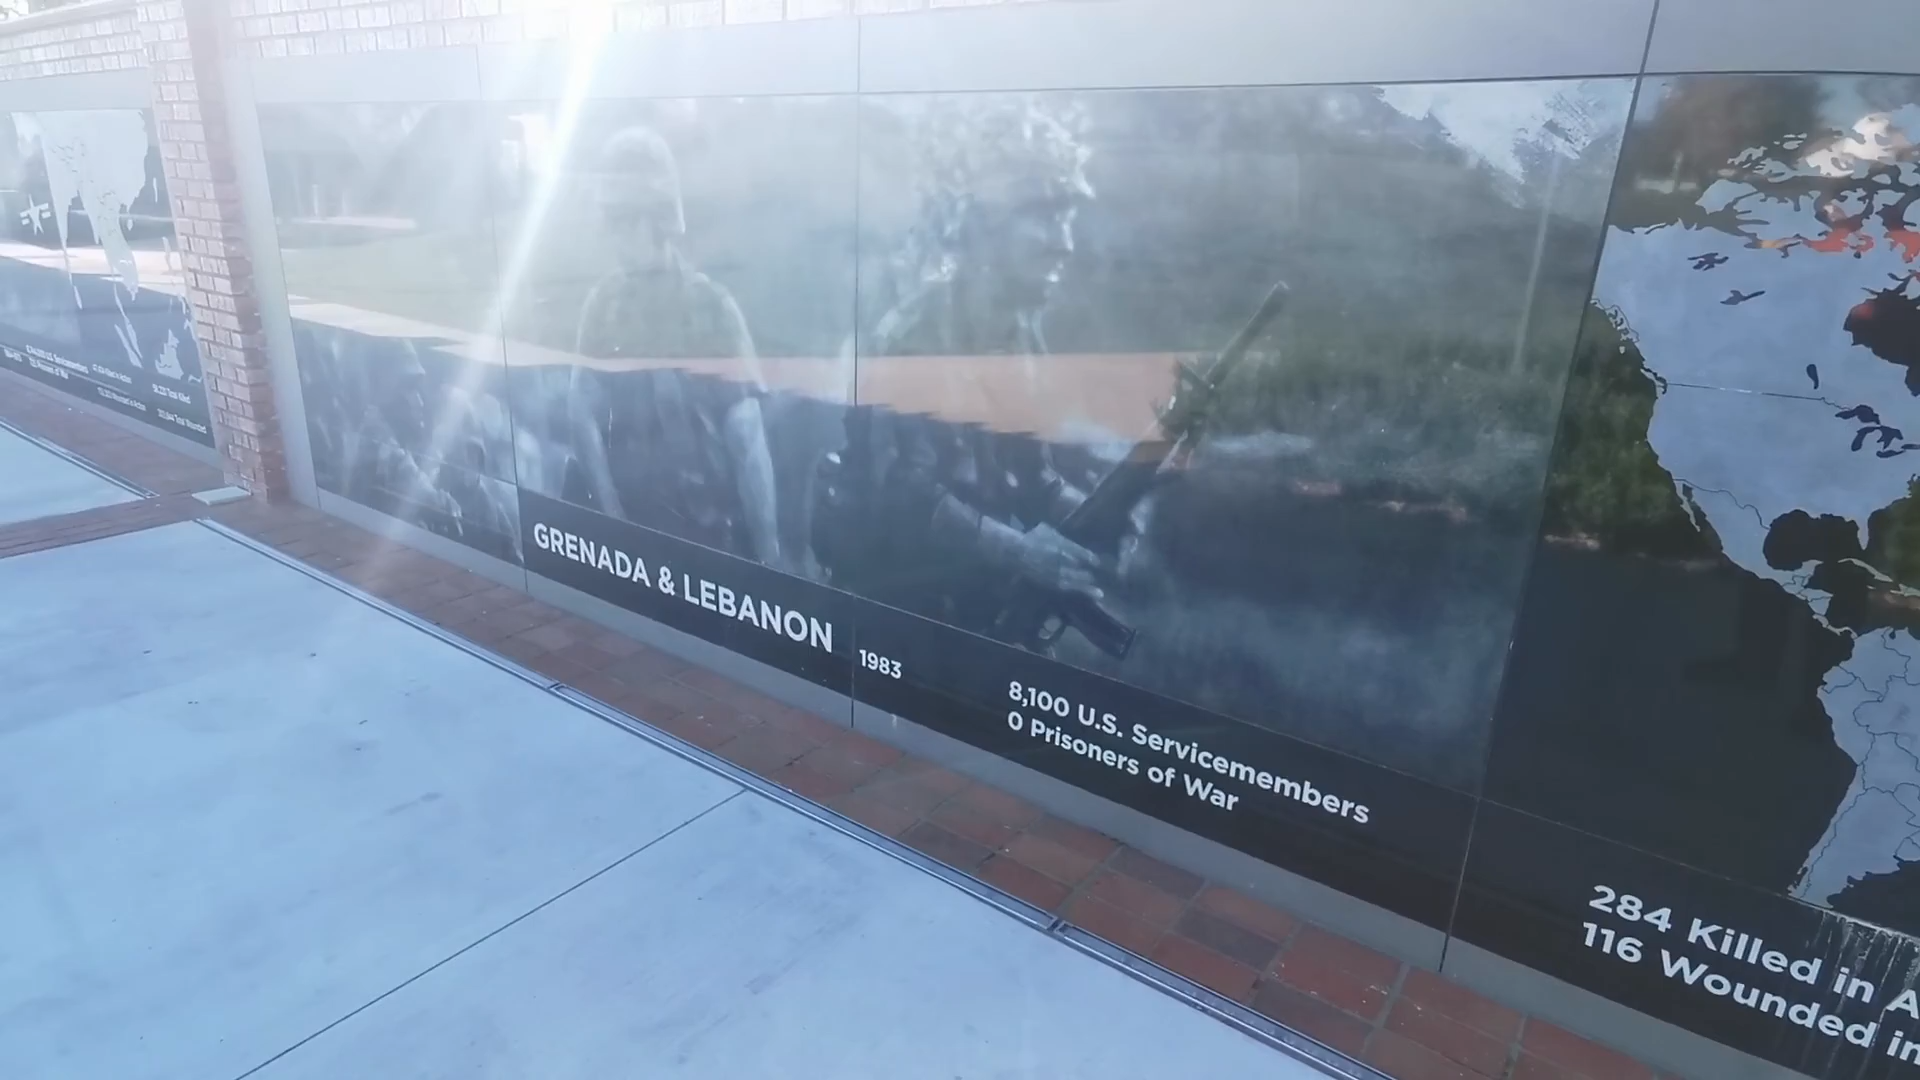 GRENADA & LEBANON
1983
8,100 U.S. Servicemembers
0 Prisoners of War
284 Killed in A
116 Wounded in